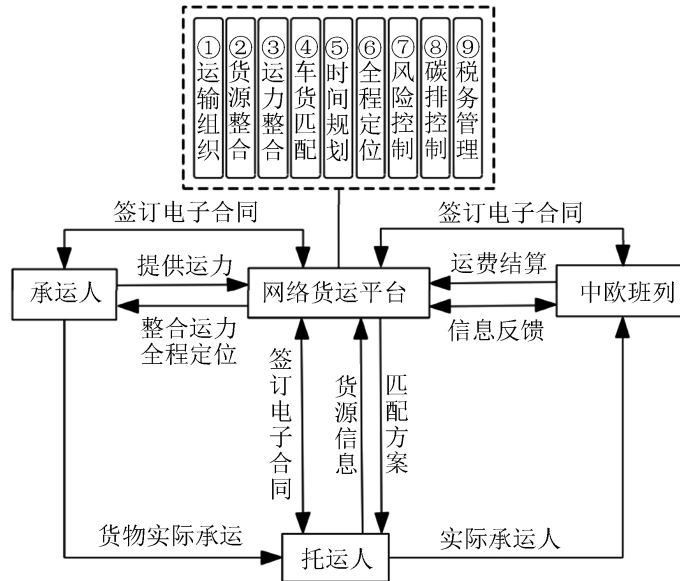 ①运输组织
②货源整合
③运力整合
④车货匹配
⑤时间规划
⑥全程定位
⑦风险控制
⑧碳排控制
⑨税务管理
签订电子合同
签订电子合同
提供运力
运费结算
承运人
网络货运平台
中欧班列
整合运力
全程定位
信息反馈
签订电子合同
货源信息
匹配方案
货物实际承运
托运人
实际承运人